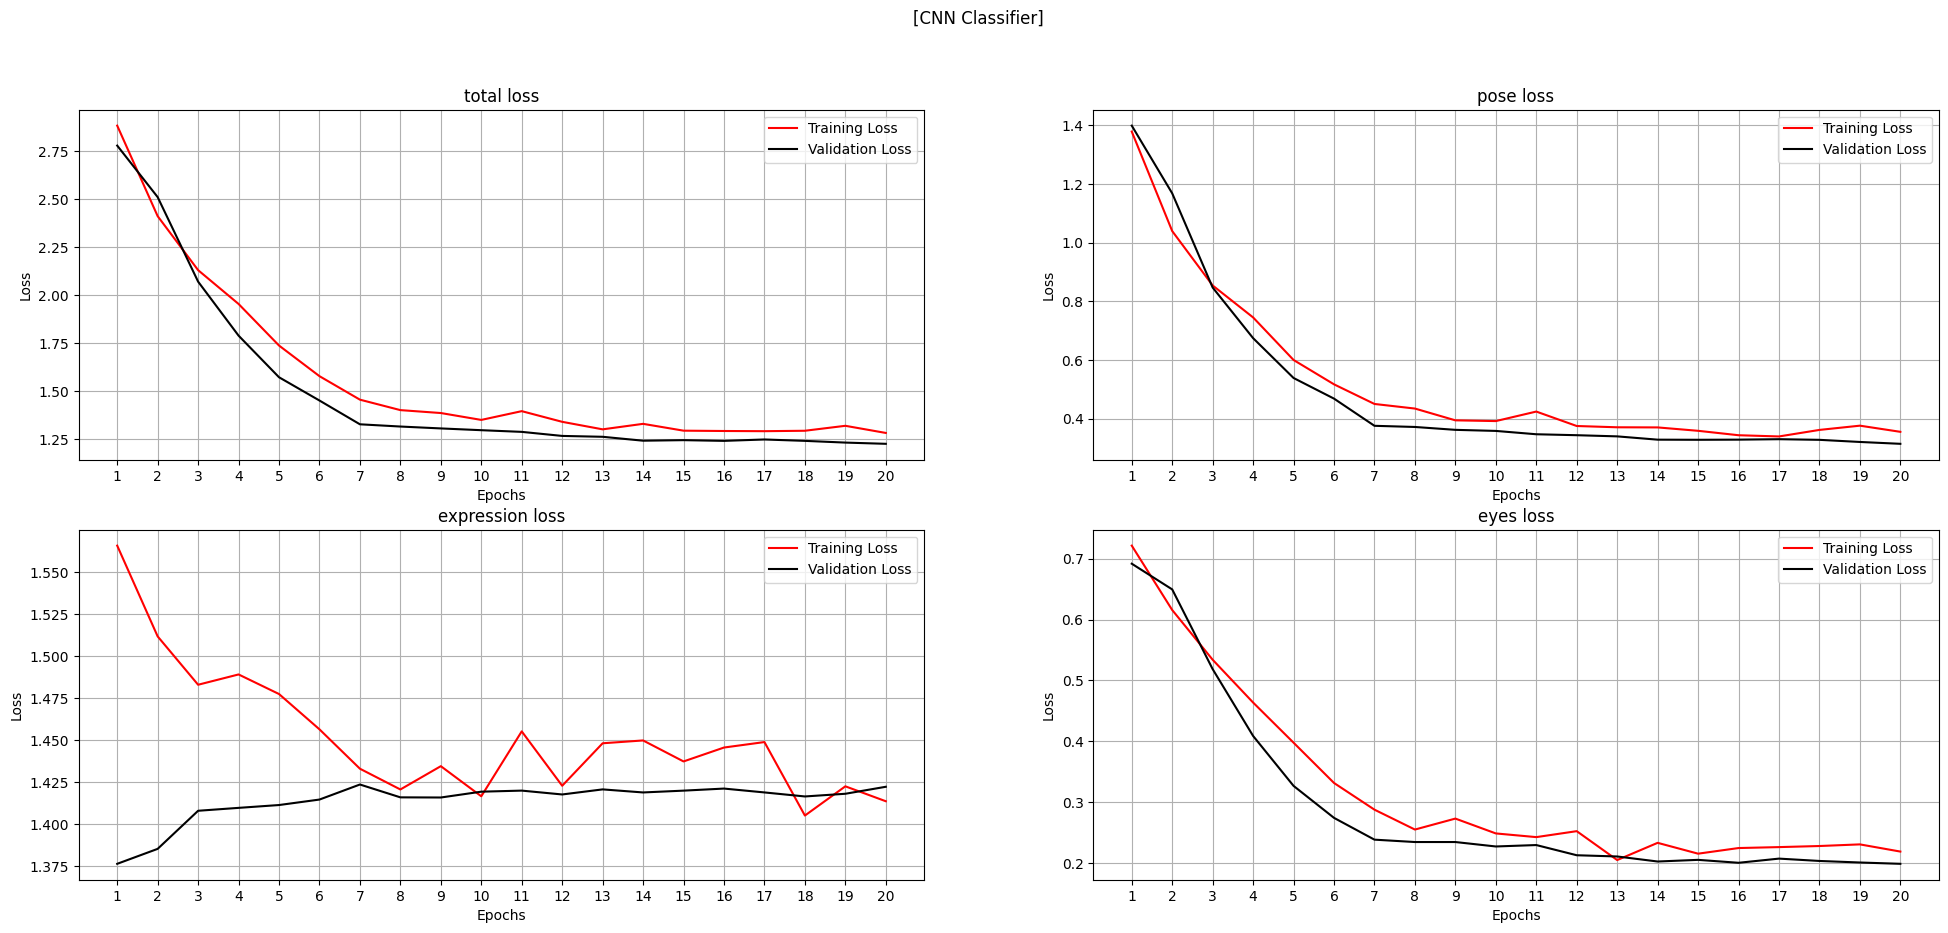 [CNN Classifier]
total loss
Training Loss
Validation Loss
2.75
2.50
2.25
2.00
1.75
1.50
1.25
Loss
1 2 3 4 5 6 7 8 9 10 11 12 13 14 15 16 17 18 19 20
Epochs
pose loss
Training Loss
Validation Loss
1.4
1.2
1.0
0.8
0.6
0.4
Loss
1 2 3 4 5 6 7 8 9 10 11 12 13 14 15 16 17 18 19 20
Epochs
expression loss
Training Loss
Validation Loss
1.550
1.525
1.500
1.475
1.450
1.425
1.400
1.375
Loss
1 2 3 4 5 6 7 8 9 10 11 12 13 14 15 16 17 18 19 20
Epochs
eyes loss
Training Loss
Validation Loss
0.7
0.6
0.5
0.4
0.3
0.2
Loss
1 2 3 4 5 6 7 8 9 10 11 12 13 14 15 16 17 18 19 20
Epochs